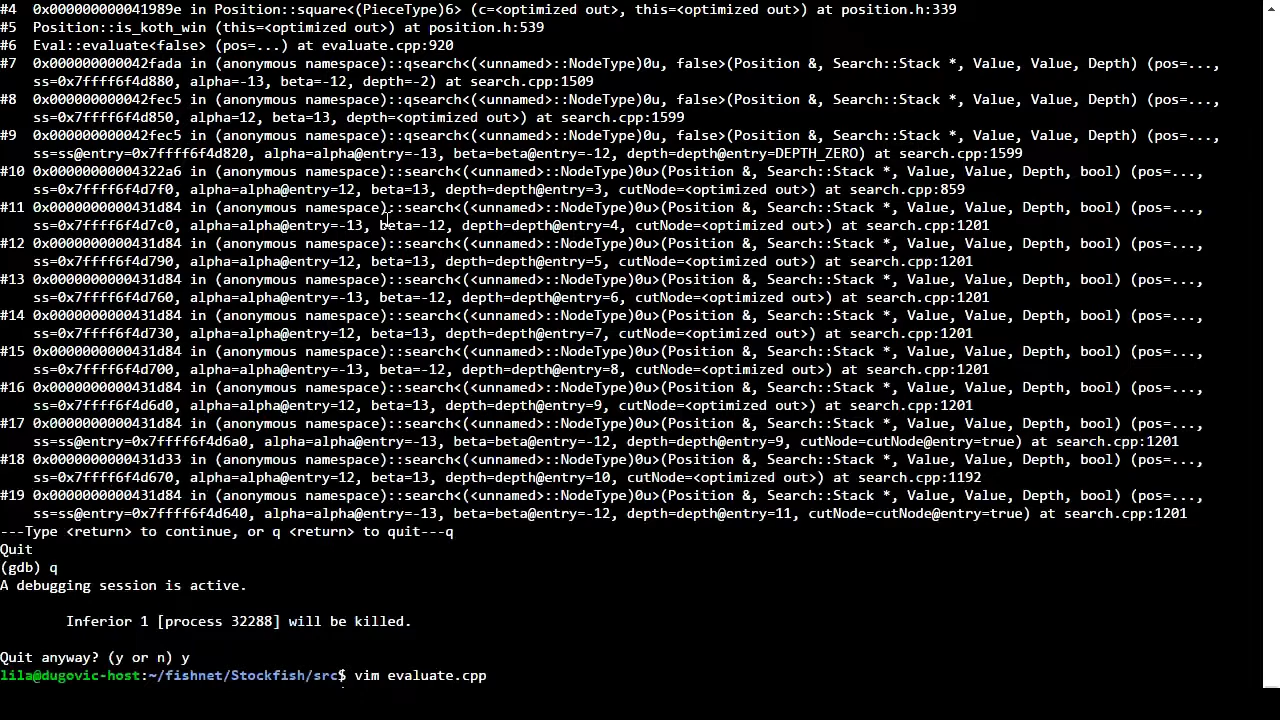 #4  0x000000000041989e in Position::square<(PieceType)6> (c=<optimized out>, this=<optimized out>) at position.h:339
#5  Position::is_koth_win (this=<optimized out>) at position.h:539
#6  Eval::evaluate<false> (pos=...) at evaluate.cpp:920
#7  0x000000000042fada in (anonymous namespace)::qsearch<(<unnamed>::NodeType)0u, false>(Position &, Search::Stack *, Value, Value, Depth) (pos=...,
    ss=0x7ffff6f4d880, alpha=-13, beta=-12, depth=-2) at search.cpp:1509
#8  0x000000000042fec5 in (anonymous namespace)::qsearch<(<unnamed>::NodeType)0u, false>(Position &, Search::Stack *, Value, Value, Depth) (pos=...,
    ss=0x7ffff6f4d850, alpha=12, beta=13, depth=<optimized out>) at search.cpp:1599
#9  0x000000000042fec5 in (anonymous namespace)::qsearch<(<unnamed>::NodeType)0u, false>(Position &, Search::Stack *, Value, Value, Depth) (pos=...,
    ss=ss@entry=0x7ffff6f4d820, alpha=alpha@entry=-13, beta=beta@entry=-12, depth=depth@entry=DEPTH_ZERO) at search.cpp:1599
#10 0x00000000004322a6 in (anonymous namespace)::search<(<unnamed>::NodeType)0u>(Position &, Search::Stack *, Value, Value, Depth, bool) (pos=...,
    ss=0x7ffff6f4d7f0, alpha=alpha@entry=12, beta=13, depth=depth@entry=3, cutNode=<optimized out>) at search.cpp:859
#11 0x0000000000431d84 in (anonymous namespace)::search<(<unnamed>::NodeType)0u>(Position &, Search::Stack *, Value, Value, Depth, bool) (pos=...,
    ss=0x7ffff6f4d7c0, alpha=alpha@entry=-13, beta=-12, depth=depth@entry=4, cutNode=<optimized out>) at search.cpp:1201
#12 0x0000000000431d84 in (anonymous namespace)::search<(<unnamed>::NodeType)0u>(Position &, Search::Stack *, Value, Value, Depth, bool) (pos=...,
    ss=0x7ffff6f4d790, alpha=alpha@entry=12, beta=13, depth=depth@entry=5, cutNode=<optimized out>) at search.cpp:1201
#13 0x0000000000431d84 in (anonymous namespace)::search<(<unnamed>::NodeType)0u>(Position &, Search::Stack *, Value, Value, Depth, bool) (pos=...,
    ss=0x7ffff6f4d760, alpha=alpha@entry=-13, beta=-12, depth=depth@entry=6, cutNode=<optimized out>) at search.cpp:1201
#14 0x0000000000431d84 in (anonymous namespace)::search<(<unnamed>::NodeType)0u>(Position &, Search::Stack *, Value, Value, Depth, bool) (pos=...,
    ss=0x7ffff6f4d730, alpha=alpha@entry=12, beta=13, depth=depth@entry=7, cutNode=<optimized out>) at search.cpp:1201
#15 0x0000000000431d84 in (anonymous namespace)::search<(<unnamed>::NodeType)0u>(Position &, Search::Stack *, Value, Value, Depth, bool) (pos=...,
    ss=0x7ffff6f4d700, alpha=alpha@entry=-13, beta=-12, depth=depth@entry=8, cutNode=<optimized out>) at search.cpp:1201
#16 0x0000000000431d84 in (anonymous namespace)::search<(<unnamed>::NodeType)0u>(Position &, Search::Stack *, Value, Value, Depth, bool) (pos=...,
    ss=0x7ffff6f4d6d0, alpha=alpha@entry=12, beta=13, depth=depth@entry=9, cutNode=<optimized out>) at search.cpp:1201
#17 0x0000000000431d84 in (anonymous namespace)::search<(<unnamed>::NodeType)0u>(Position &, Search::Stack *, Value, Value, Depth, bool) (pos=...,
    ss=ss@entry=0x7ffff6f4d6a0, alpha=alpha@entry=-13, beta=beta@entry=-12, depth=depth@entry=9, cutNode=cutNode@entry=true) at search.cpp:1201
#18 0x0000000000431d33 in (anonymous namespace)::search<(<unnamed>::NodeType)0u>(Position &, Search::Stack *, Value, Value, Depth, bool) (pos=...,
    ss=0x7ffff6f4d670, alpha=alpha@entry=12, beta=13, depth=depth@entry=10, cutNode=<optimized out>) at search.cpp:1192
#19 0x0000000000431d84 in (anonymous namespace)::search<(<unnamed>::NodeType)0u>(Position &, Search::Stack *, Value, Value, Depth, bool) (pos=...,
    ss=ss@entry=0x7ffff6f4d640, alpha=alpha@entry=-13, beta=beta@entry=-12, depth=depth@entry=11, cutNode=cutNode@entry=true) at search.cpp:1201
---Type <return> to continue, or q <return> to quit---q
Quit
(gdb) q
A debugging session is active.
        Inferior 1 [process 32288] will be killed.
Quit anyway? (y or n) y
lila@dugovic-host:~/fishnet/Stockfish/src$ vim evaluate.cpp